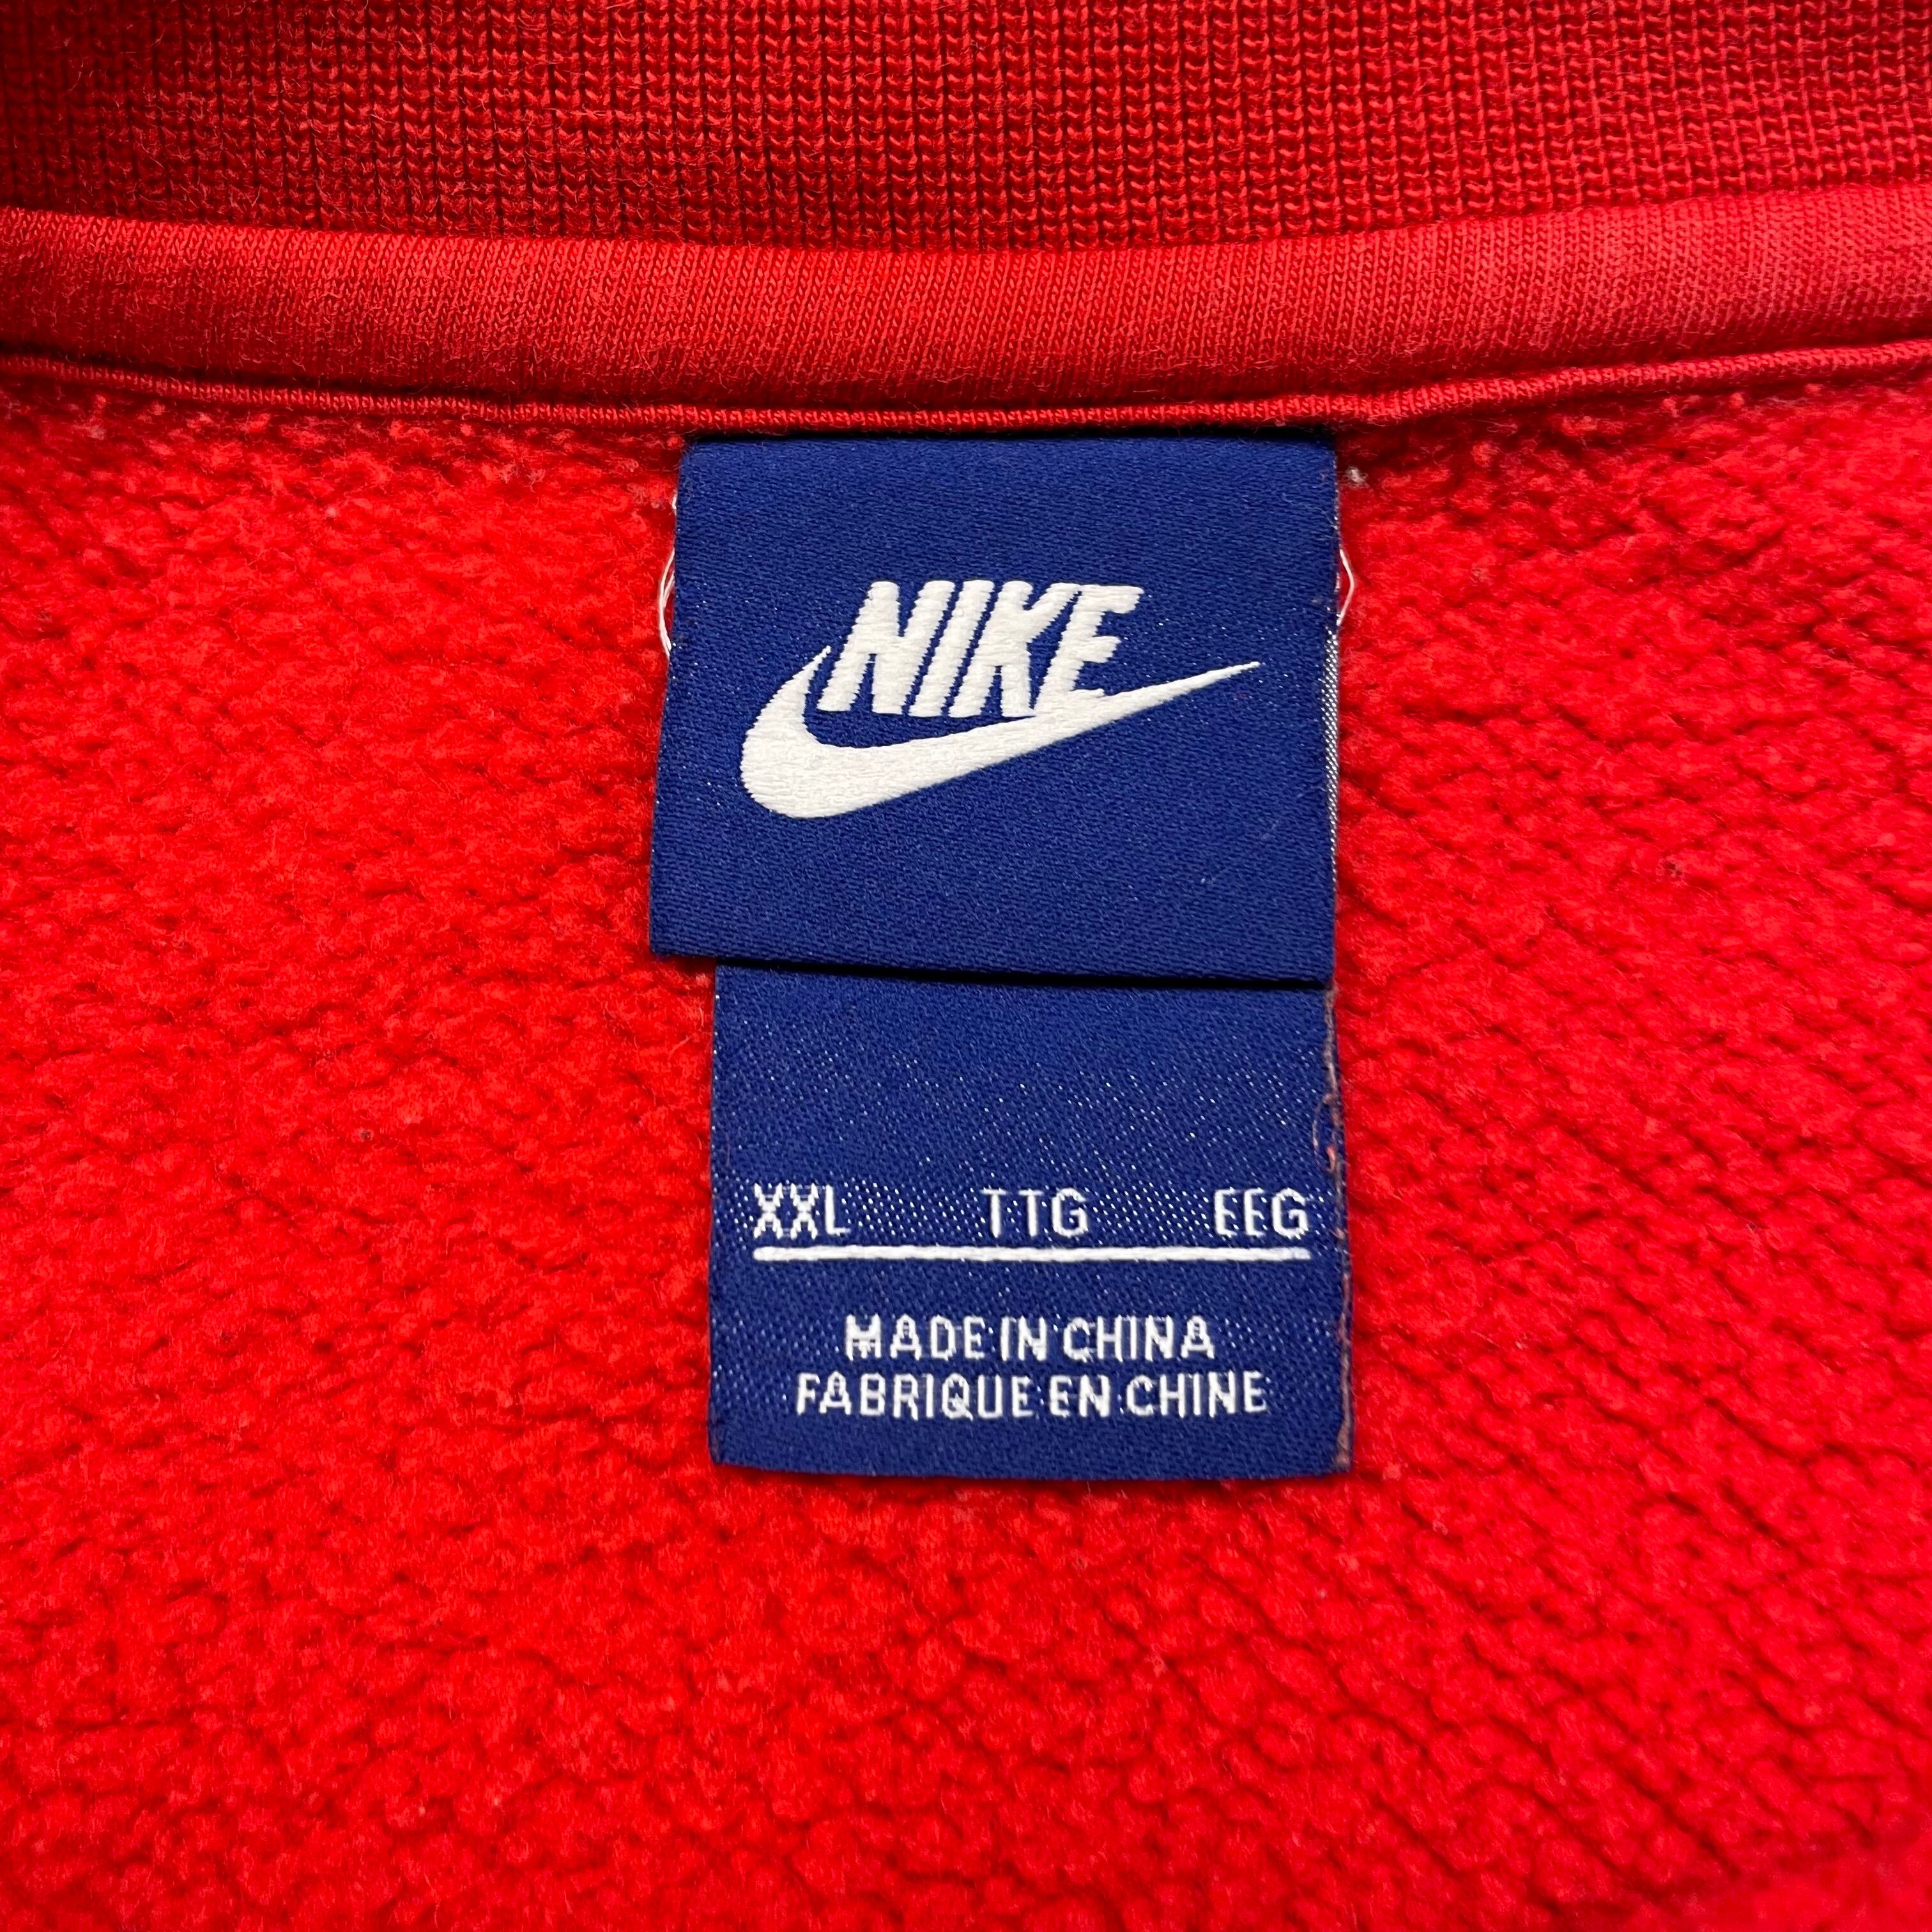 NIKE
XXL TTG EEG
MADE IN CHINA
FABRIQUE EN CHINE